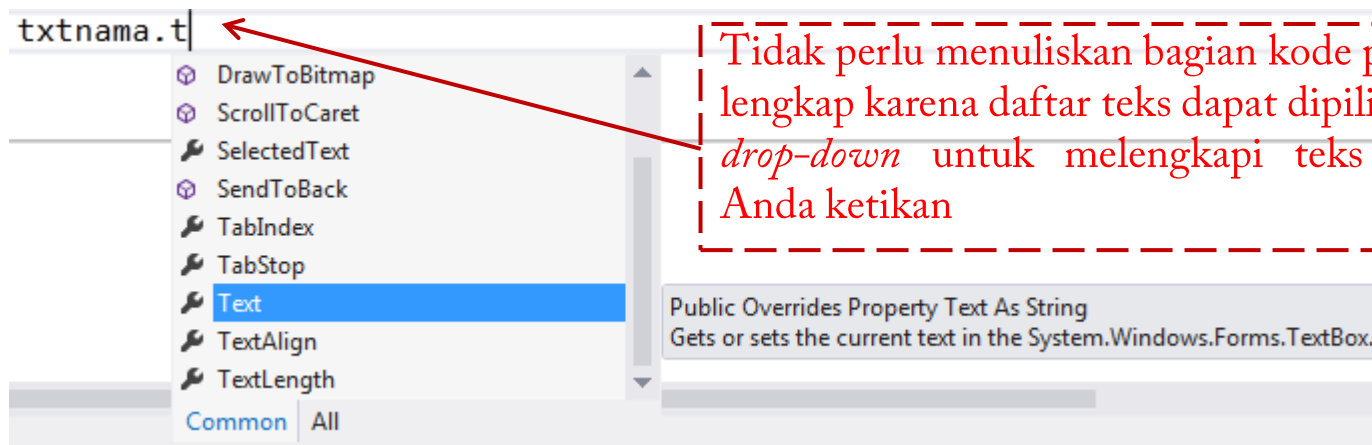 txtnama.t
DrawToBitmap
ScrollToCaret
SelectedText
SendToBack
TabIndex
TabStop
Text
TextAlign
TextLength
Common All
Tidak perlu menuliskan bagian kode
lengkap karena daftar teks dapat
drop-down untuk melengkapi teks
Anda ketikan
Public Overrides Property Text As String
Gets or sets the current text in the System.Windows.Forms.TextBox.